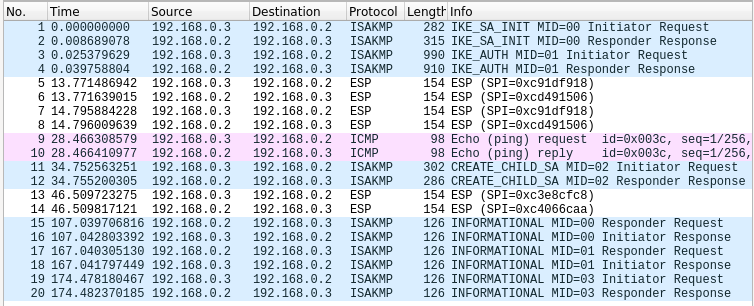 No. Time Source Destination Protocol Length Info
1 0.000000000 192.168.0.3 192.168.0.2 ISAKMP 282 IKE_SA_INIT MID=00 Initiator Request
2 0.008689078 192.168.0.2 192.168.0.3 ISAKMP 315 IKE_SA_INIT MID=00 Responder Response
3 0.025379629 192.168.0.3 192.168.0.2 ISAKMP 990 IKE_AUTH MID=01 Initiator Request
4 0.039758804 192.168.0.2 192.168.0.3 ISAKMP 910 IKE_AUTH MID=01 Responder Response
5 13.771486942 192.168.0.3 192.168.0.2 ESP 154 ESP (SPI=0xc91df918)
6 13.771639015 192.168.0.2 192.168.0.3 ESP 154 ESP (SPI=0xcd491506)
7 14.795884228 192.168.0.3 192.168.0.2 ESP 154 ESP (SPI=0xc91df918)
8 14.796009639 192.168.0.2 192.168.0.3 ESP 154 ESP (SPI=0xcd491506)
9 28.466308579 192.168.0.3 192.168.0.2 ICMP 98 Echo (ping) request id=0x003c, seq=1/256,
10 28.466410977 192.168.0.2 192.168.0.3 ICMP 98 Echo (ping) reply id=0x003c, seq=1/256,
11 34.752563251 192.168.0.3 192.168.0.2 ISAKMP 302 CREATE_CHILD_SA MID=02 Initiator Request
12 34.755200305 192.168.0.2 192.168.0.3 ISAKMP 286 CREATE_CHILD_SA MID=02 Responder Response
13 46.509723275 192.168.0.3 192.168.0.2 ESP 154 ESP (SPI=0xc3e8cfc8)
14 46.509817121 192.168.0.2 192.168.0.3 ESP 154 ESP (SPI=0xc4066caa)
15 107.039706816 192.168.0.2 192.168.0.3 ISAKMP 126 INFORMATIONAL MID=00 Responder Request
16 107.042803392 192.168.0.3 192.168.0.2 ISAKMP 126 INFORMATIONAL MID=00 Initiator Response
17 167.040305130 192.168.0.2 192.168.0.3 ISAKMP 126 INFORMATIONAL MID=01 Responder Request
18 167.041797449 192.168.0.3 192.168.0.2 ISAKMP 126 INFORMATIONAL MID=01 Initiator Response
19 174.478180467 192.168.0.3 192.168.0.2 ISAKMP 126 INFORMATIONAL MID=03 Initiator Request
20 174.482370185 192.168.0.2 192.168.0.3 ISAKMP 126 INFORMATIONAL MID=03 Responder Response